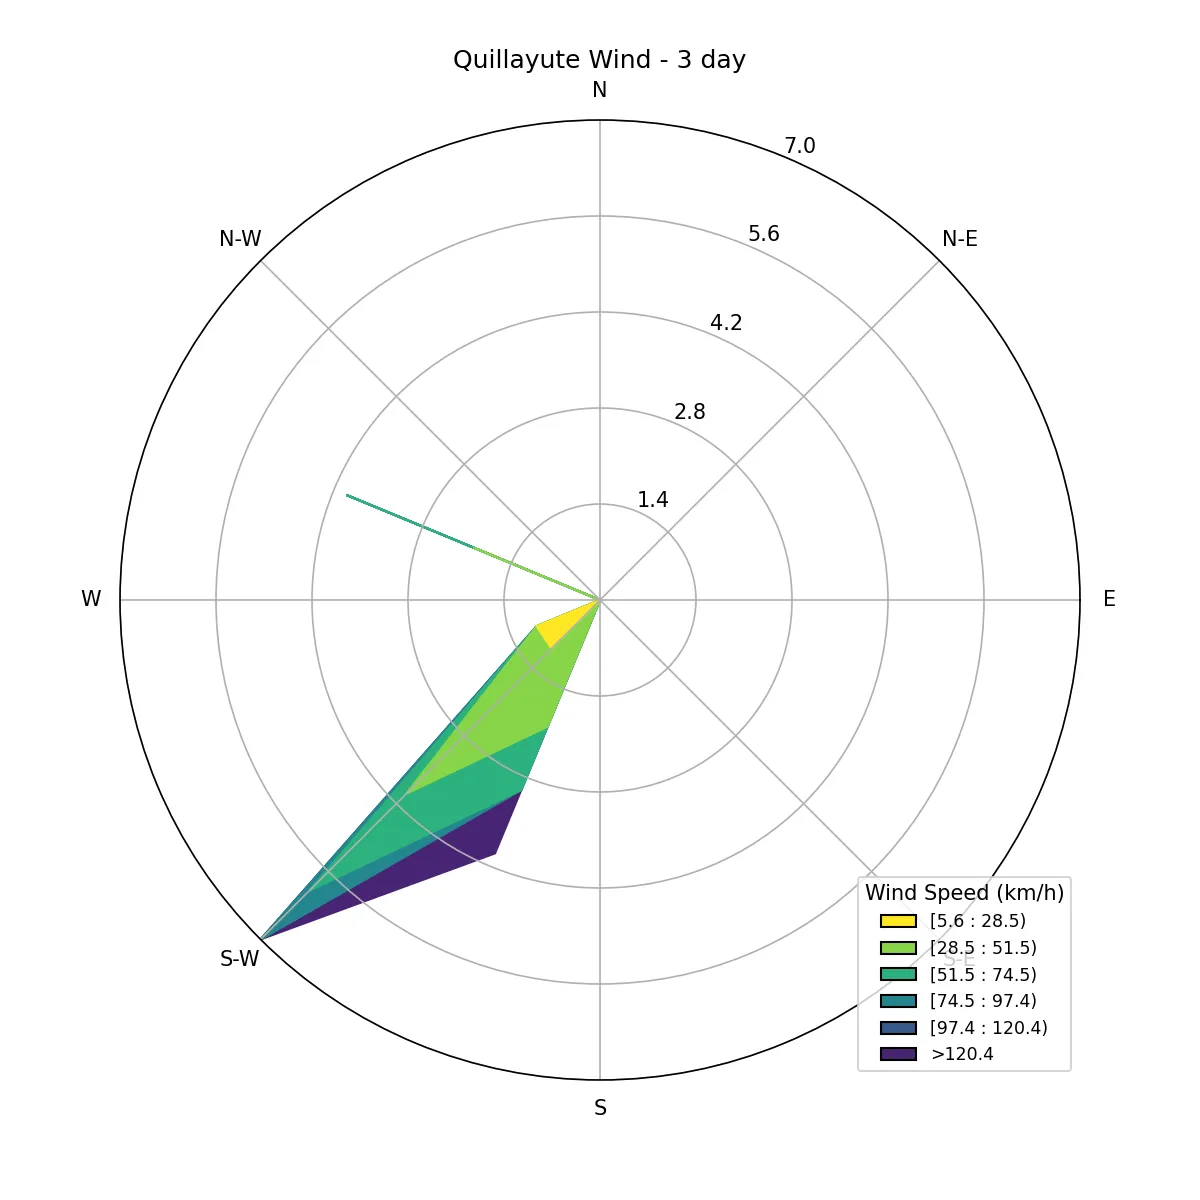 Quillayute Wind - 3 day
N
7.0
N-W
5.6
N-E
4.2
2.8
1.4
W
E
S-W
S-E
Wind Speed (km/h)
[5.6 : 28.5)
[28.5 : 51.5)
[51.5 : 74.5)
[74.5 : 97.4)
[97.4 : 120.4)
>120.4
S